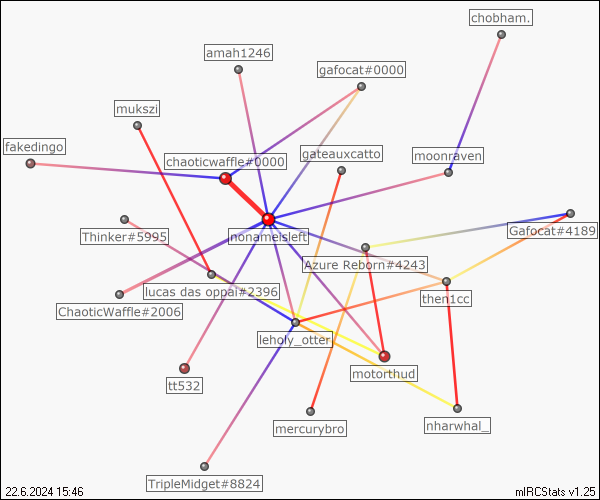 chobham.
amah1246
gafocat#0000
mukszi
fakedingo
chaoticwaffle#0000
gateauxcatto
moonraven
Thinker#5995
nonameisleft
Gafocat#4189
Azure Reborn#4243
lucas das oppai#2396
then1cc
ChaoticWaffle#2006
leholy_otter
motorthud
tt532
mercurybro
nharwhal_
TripleMidget#8824
22.6.2024 15:46
mIRCStats v1.25